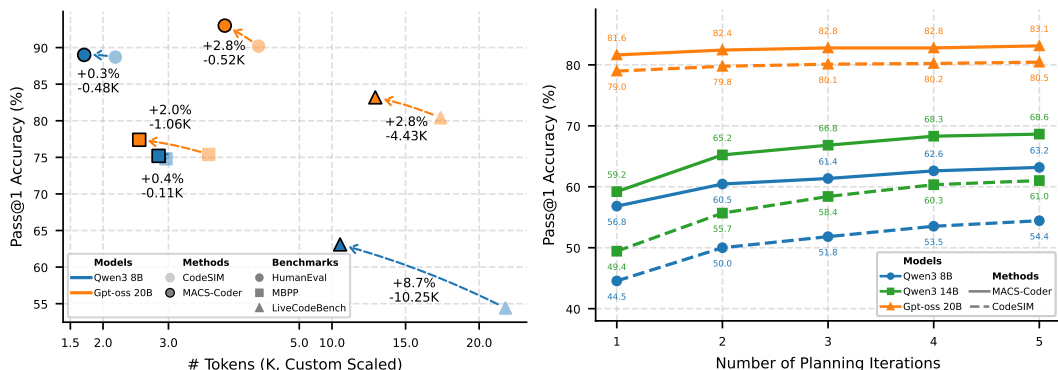 90
85
80
75
70
65
60
55
Pass@1 Accuracy (%)
+2.8%
-0.52K
+0.3%
-0.48K
+2.0%
-1.06K
+0.4%
-0.11K
+2.8%
-4.43K
+8.7%
-10.25K
Models Methods Benchmarks
Qwen3 8B CodeSIM HumanEval
Gpt-oss 20B MACS-Coder MBPP
LiveCodeBench
1.5 2.0 3.0 5.0 10.0 15.0 20.0
# Tokens (K, Custom Scaled)
80
70
60
50
40
Pass@1 Accuracy (%)
81.6 82.4 82.8 82.8 83.1
79.0 79.8 80.1 80.2 80.5
59.2 65.2 66.8 68.3 68.6
56.8 60.5 61.4 62.6 63.2
49.4 55.7 58.4 60.3 61.0
44.5 50.0 51.8 53.5 54.4
Models
Qwen3 8B Methods
Qwen3 14B MACS-Coder
Gpt-oss 20B CodeSIM
1 2 3 4 5
Number of Planning Iterations